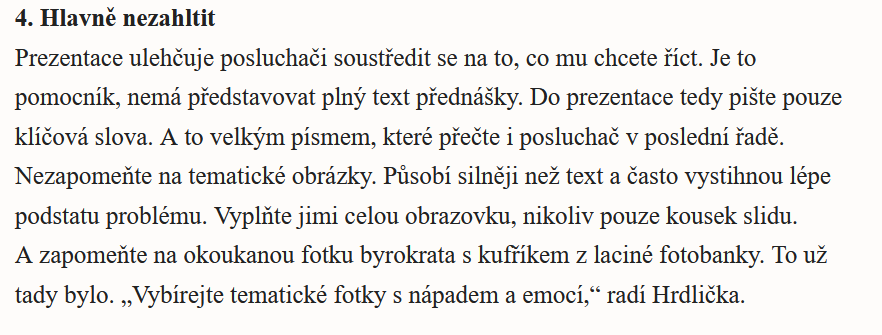 4. Hlavně nezahltit
Prezentace ulehčuje posluchači soustředit se na to, co mu chcete říct. Je to
pomocník, nemá představovat plný text přednášky. Do prezentace tedy pište pouze
klíčová slova. A to velkým písmem, které přečte i posluchač v poslední řadě.
Nezapomeňte na tematické obrázky. Působí silněji než text a často vystihnou lépe
podstatu problému. Vyplňte jimi celou obrazovku, nikoliv pouze kousek slidu.
A zapomeňte na okoukanou fotku byrokrata s kufříkem z laciné fotobanky. To už
tady bylo. „Vybírejte tematické fotky s nápadem a emocí,“ radí Hrdlička.